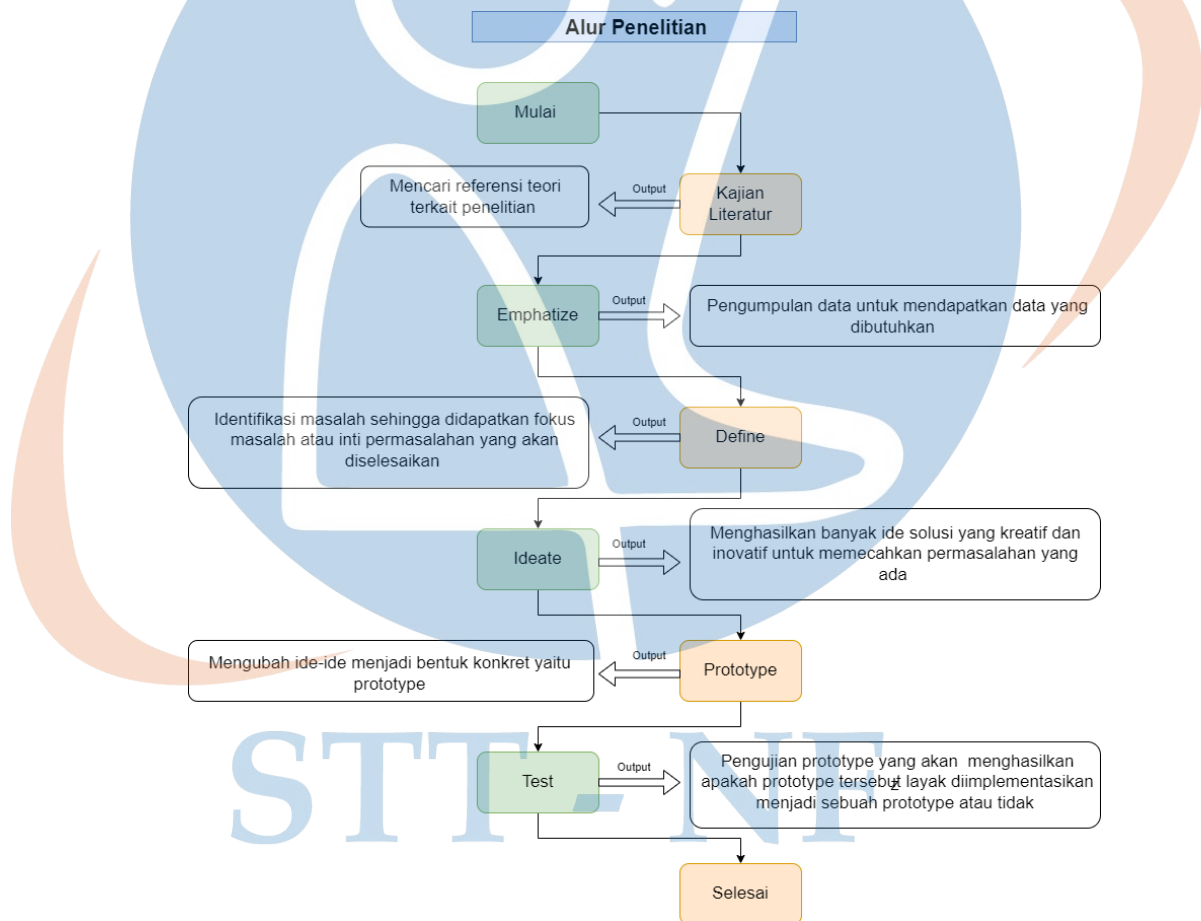 Alur Penelitian
Mulai
Mencari referensi teori
terkait penelitian
Output
Kajian
Literatur
Emphatize
Output
Pengumpulan data untuk mendapatkan data yang
dibutuhkan
Identifikasi masalah sehingga didapatkan fokus
masalah atau inti permasalahan yang akan
diselesaikan
Output
Define
Ideate
Output
Menghasilkan banyak ide solusi yang kreatif dan
inovatif untuk memecahkan permasalahan yang
ada
Mengubah ide-ide menjadi bentuk konkret yaitu
prototype
Output
Prototype
Test
Output
Pengujian prototype yang akan menghasilkan
apakah prototype tersebut layak diimplementasikan
menjadi sebuah prototype atau tidak
STT - NF
Selesai